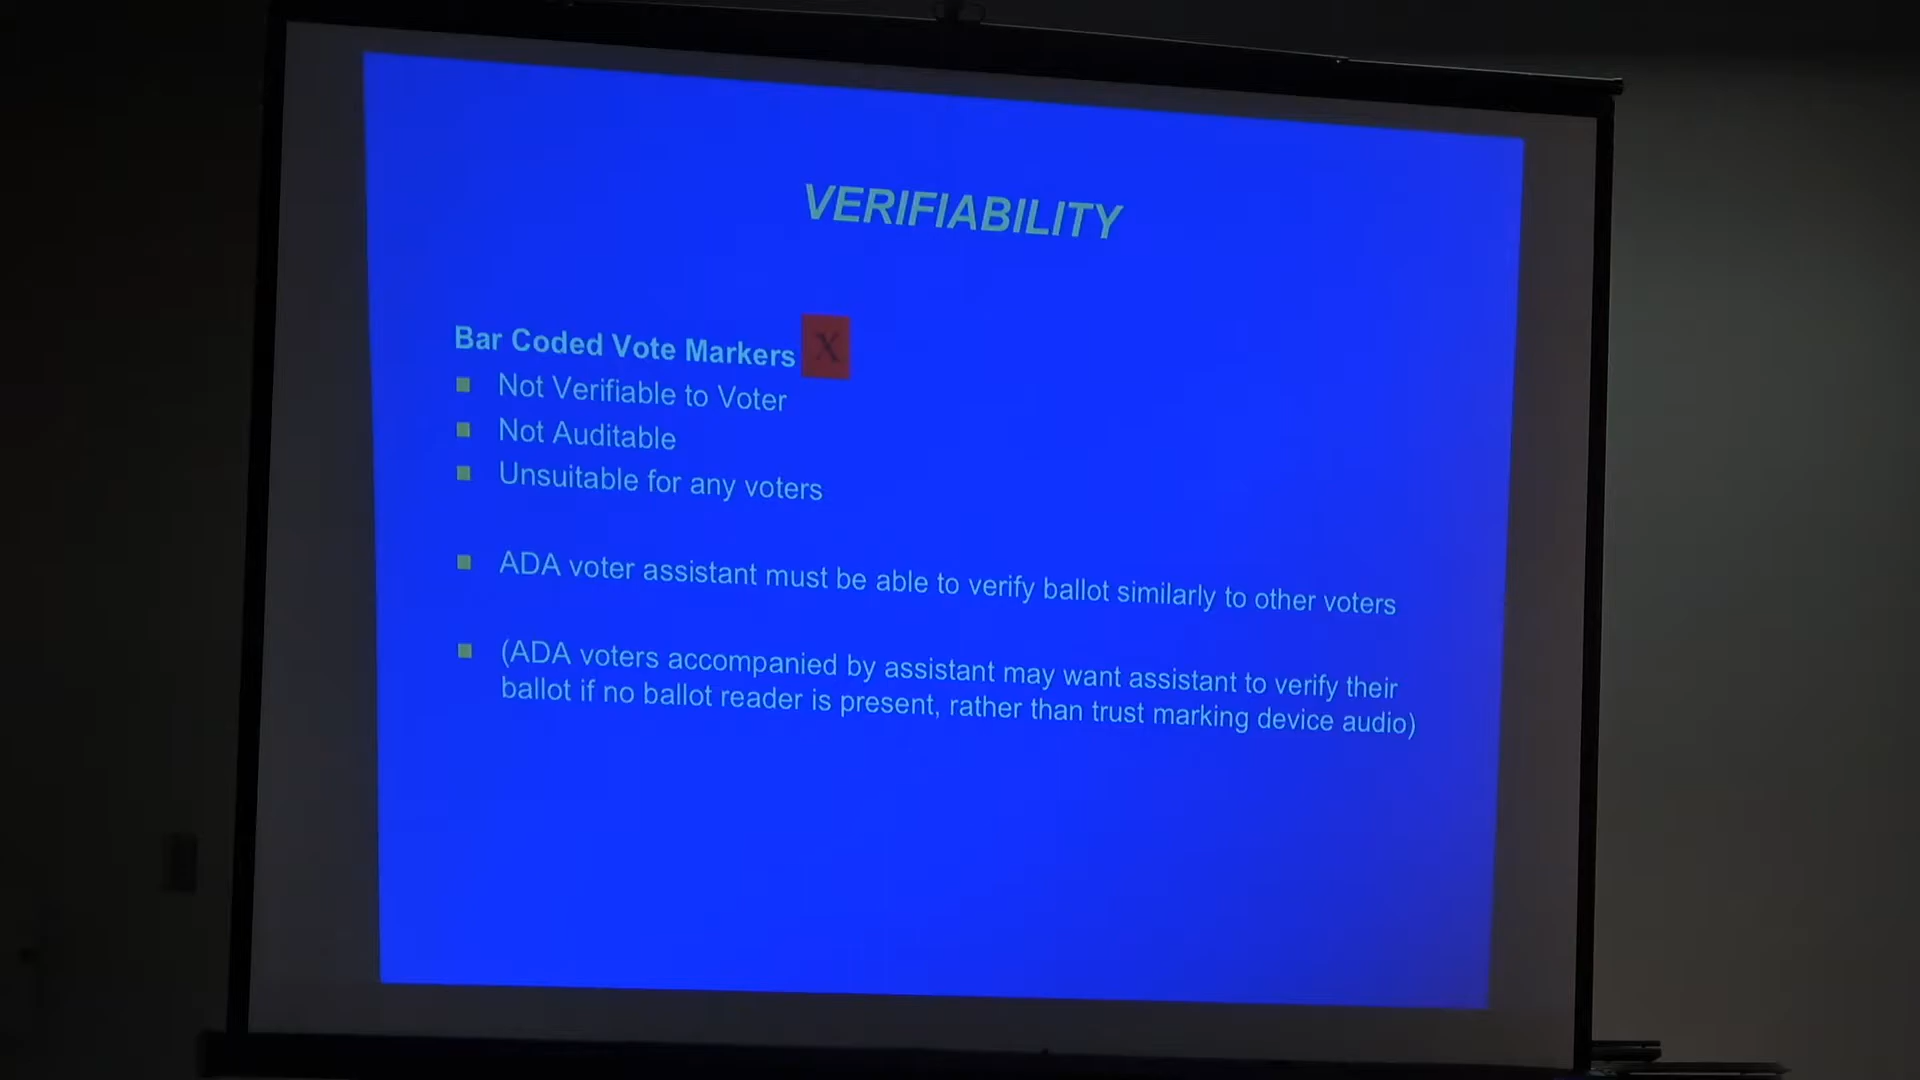 VERIFIABILITY
Bar Coded Vote Markers X
Not Verifiable to Voter
Not Auditable
Unsuitable for any voters
ADA voter assistant must be able to verify ballot similarly to other voters
(ADA voters accompanied by assistant may want assistant to verify their
ballot if no ballot reader is present, rather than trust marking device audio)